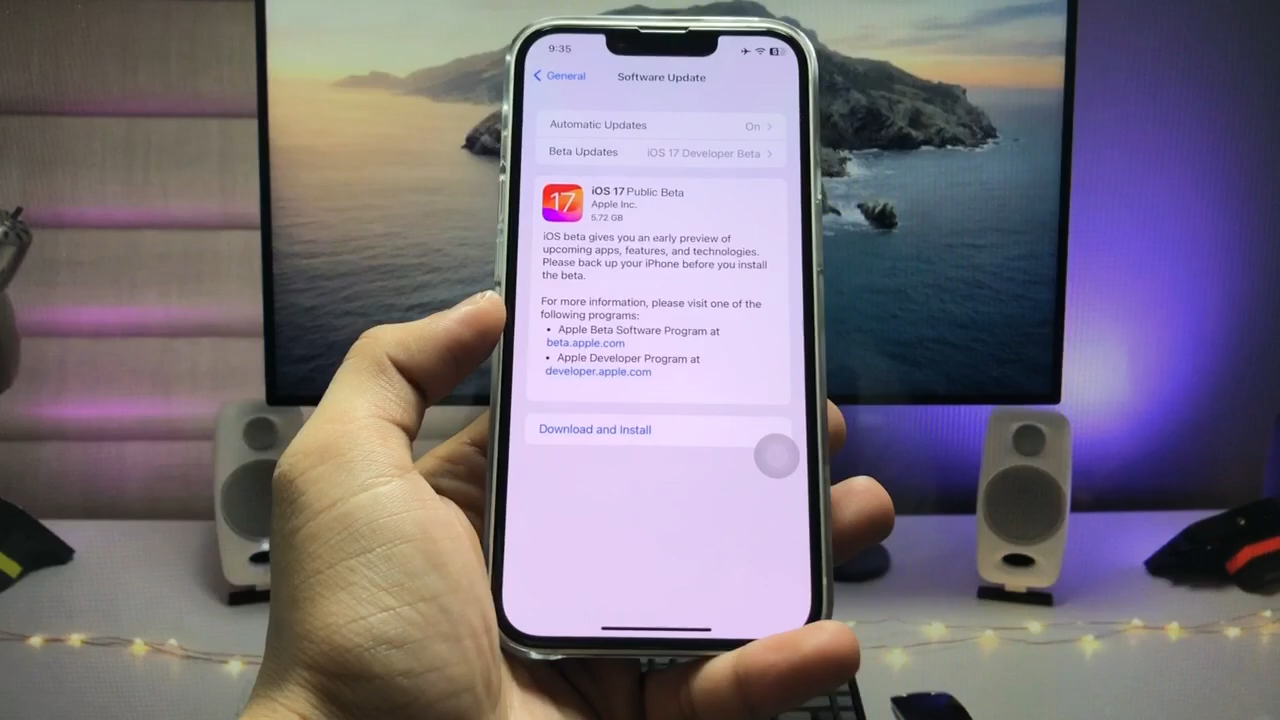 9:35
General
Software Update
Automatic Updates On
Beta Updates iOS 17 Developer Beta
17
iOS 17 Public Beta
Apple Inc.
5.72 GB
iOS beta gives you an early preview of
upcoming apps, features, and technologies.
Please back up your iPhone before you install
the beta.
For more information, please visit one of the
following programs:
• Apple Beta Software Program at
beta.apple.com
• Apple Developer Program at
developer.apple.com
Download and Install